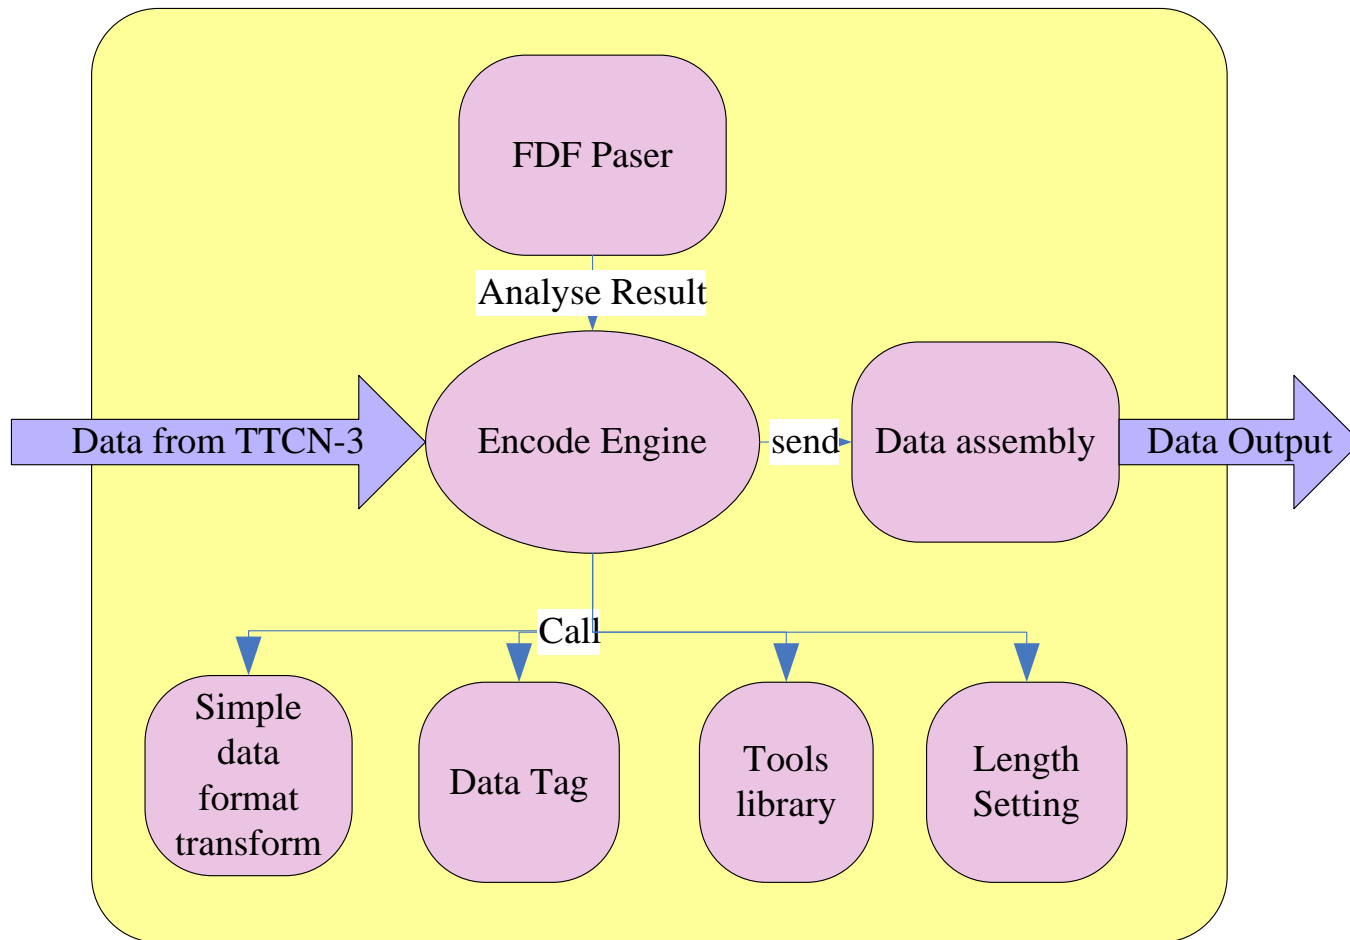 FDF Paser
Analyse Result
Data from TTCN-3
Encode Engine
send
Data assembly
Data Output
Call
Simple
data
format
transform
Data Tag
Tools
library
Length
Setting